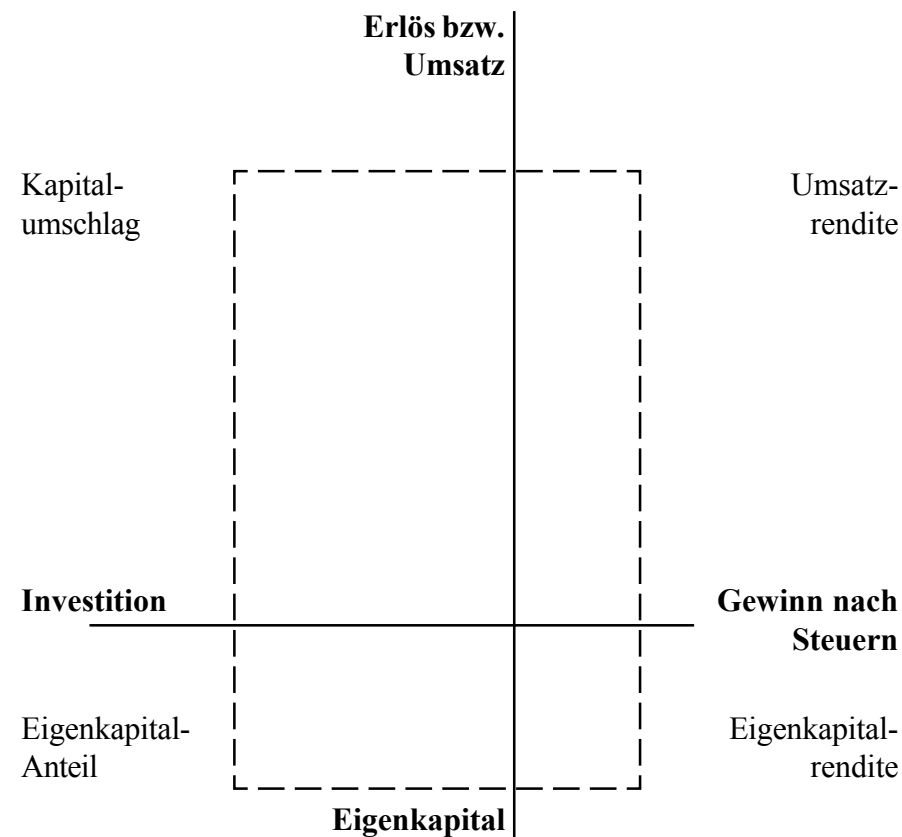 Erlös bzw.
Umsatz
Kapital-
umschlag
Umsatz-
rendite
Investition
Gewinn nach
Steuern
Eigenkapital-
Anteil
Eigenkapital-
rendite
Eigenkapital